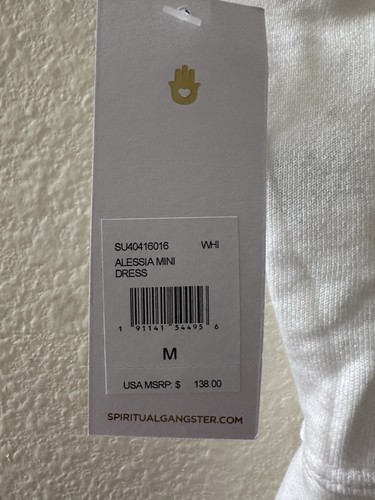 SU40416016 WHI
ALESSIA MINI
DRESS
1 91141 54495 6
M
USA MSRP: $ 138.00
SPIRITUALGANGSTER.COM